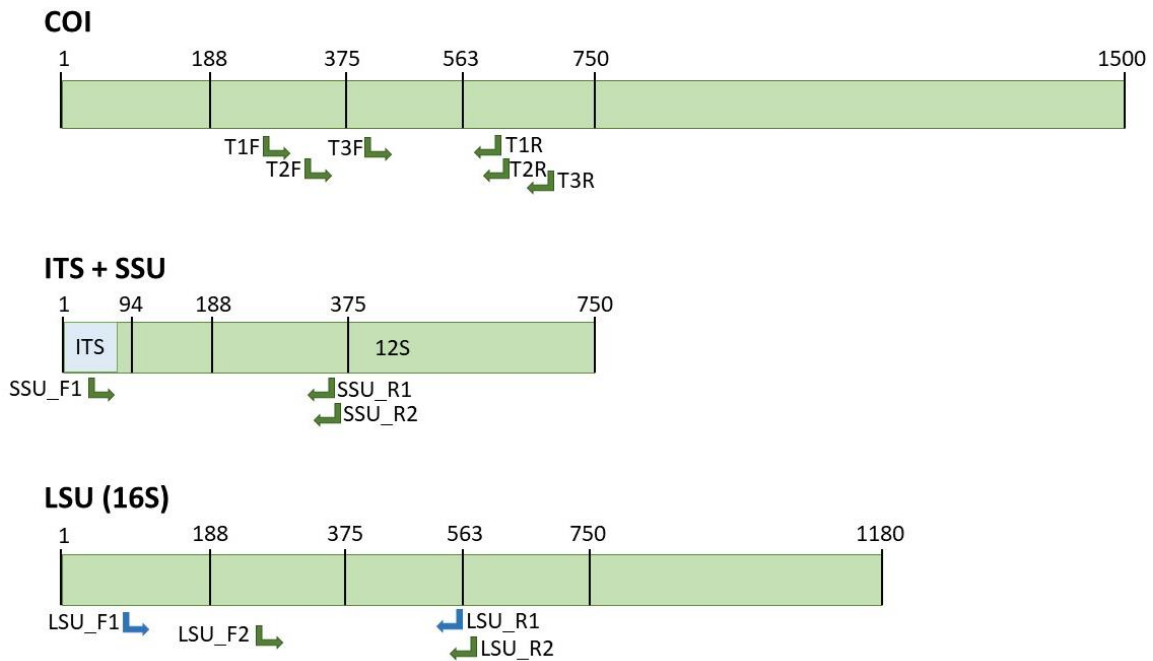 COI
1 188 375 563 750 1500
T1F T3F T1R
T2F T2R
T3R
ITS + SSU
1 94 188 375 750
ITS 12S
SSU_F1 SSU_R1
SSU_R2
LSU (16S)
1 188 375 563 750 1180
LSU_F1 LSU_R1
LSU_F2 LSU_R2